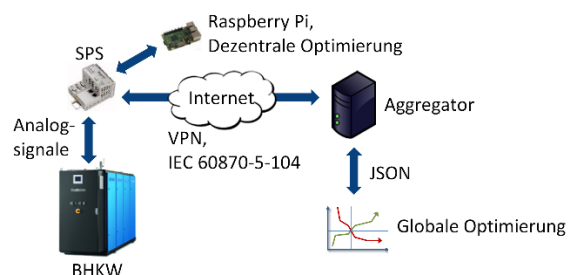 Raspberry Pi,
Dezentrale Optimierung
SPS
Internet
Aggregator
Analog-
signale
VPN,
IEC 60870-5-104
JSON
Globale Optimierung
BHKW